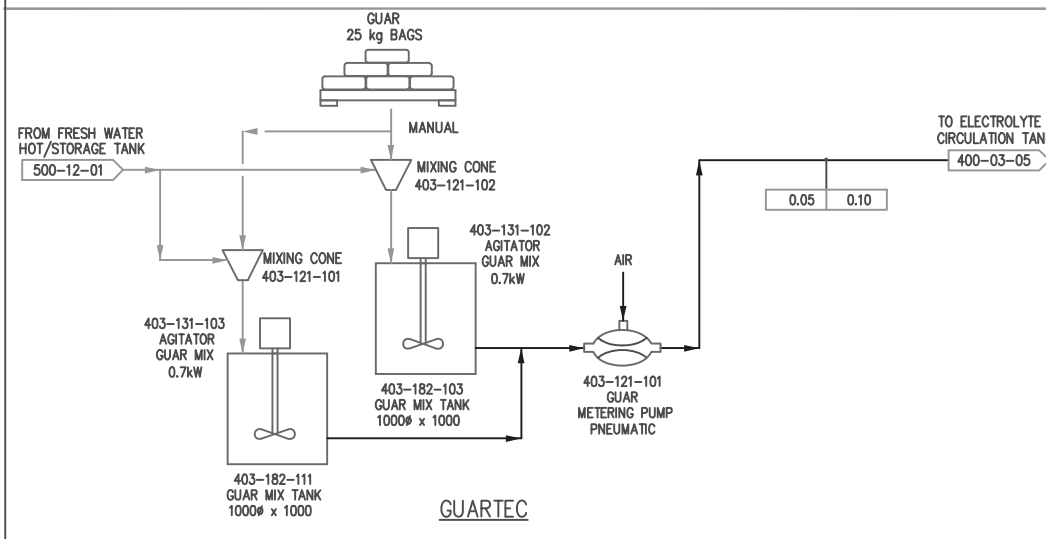 GUAR
25 kg BAGS
MANUAL
FROM FRESH WATER
HOT/STORAGE TANK
500-12-01
TO ELECTROLYTE
CIRCULATION TAN
400-03-05
MIXING CONE
403-121-102
0.05 0.10
403-131-102
AGITATOR
GUAR MIX
0.7kW
AIR
MIXING CONE
403-121-101
403-131-103
AGITATOR
GUAR MIX
0.7kW
403-182-103
GUAR MIX TANK
1000ø x 1000
403-121-101
GUAR
METERING PUMP
PNEUMATIC
403-182-111
GUAR MIX TANK
1000ø x 1000
GUARTEC